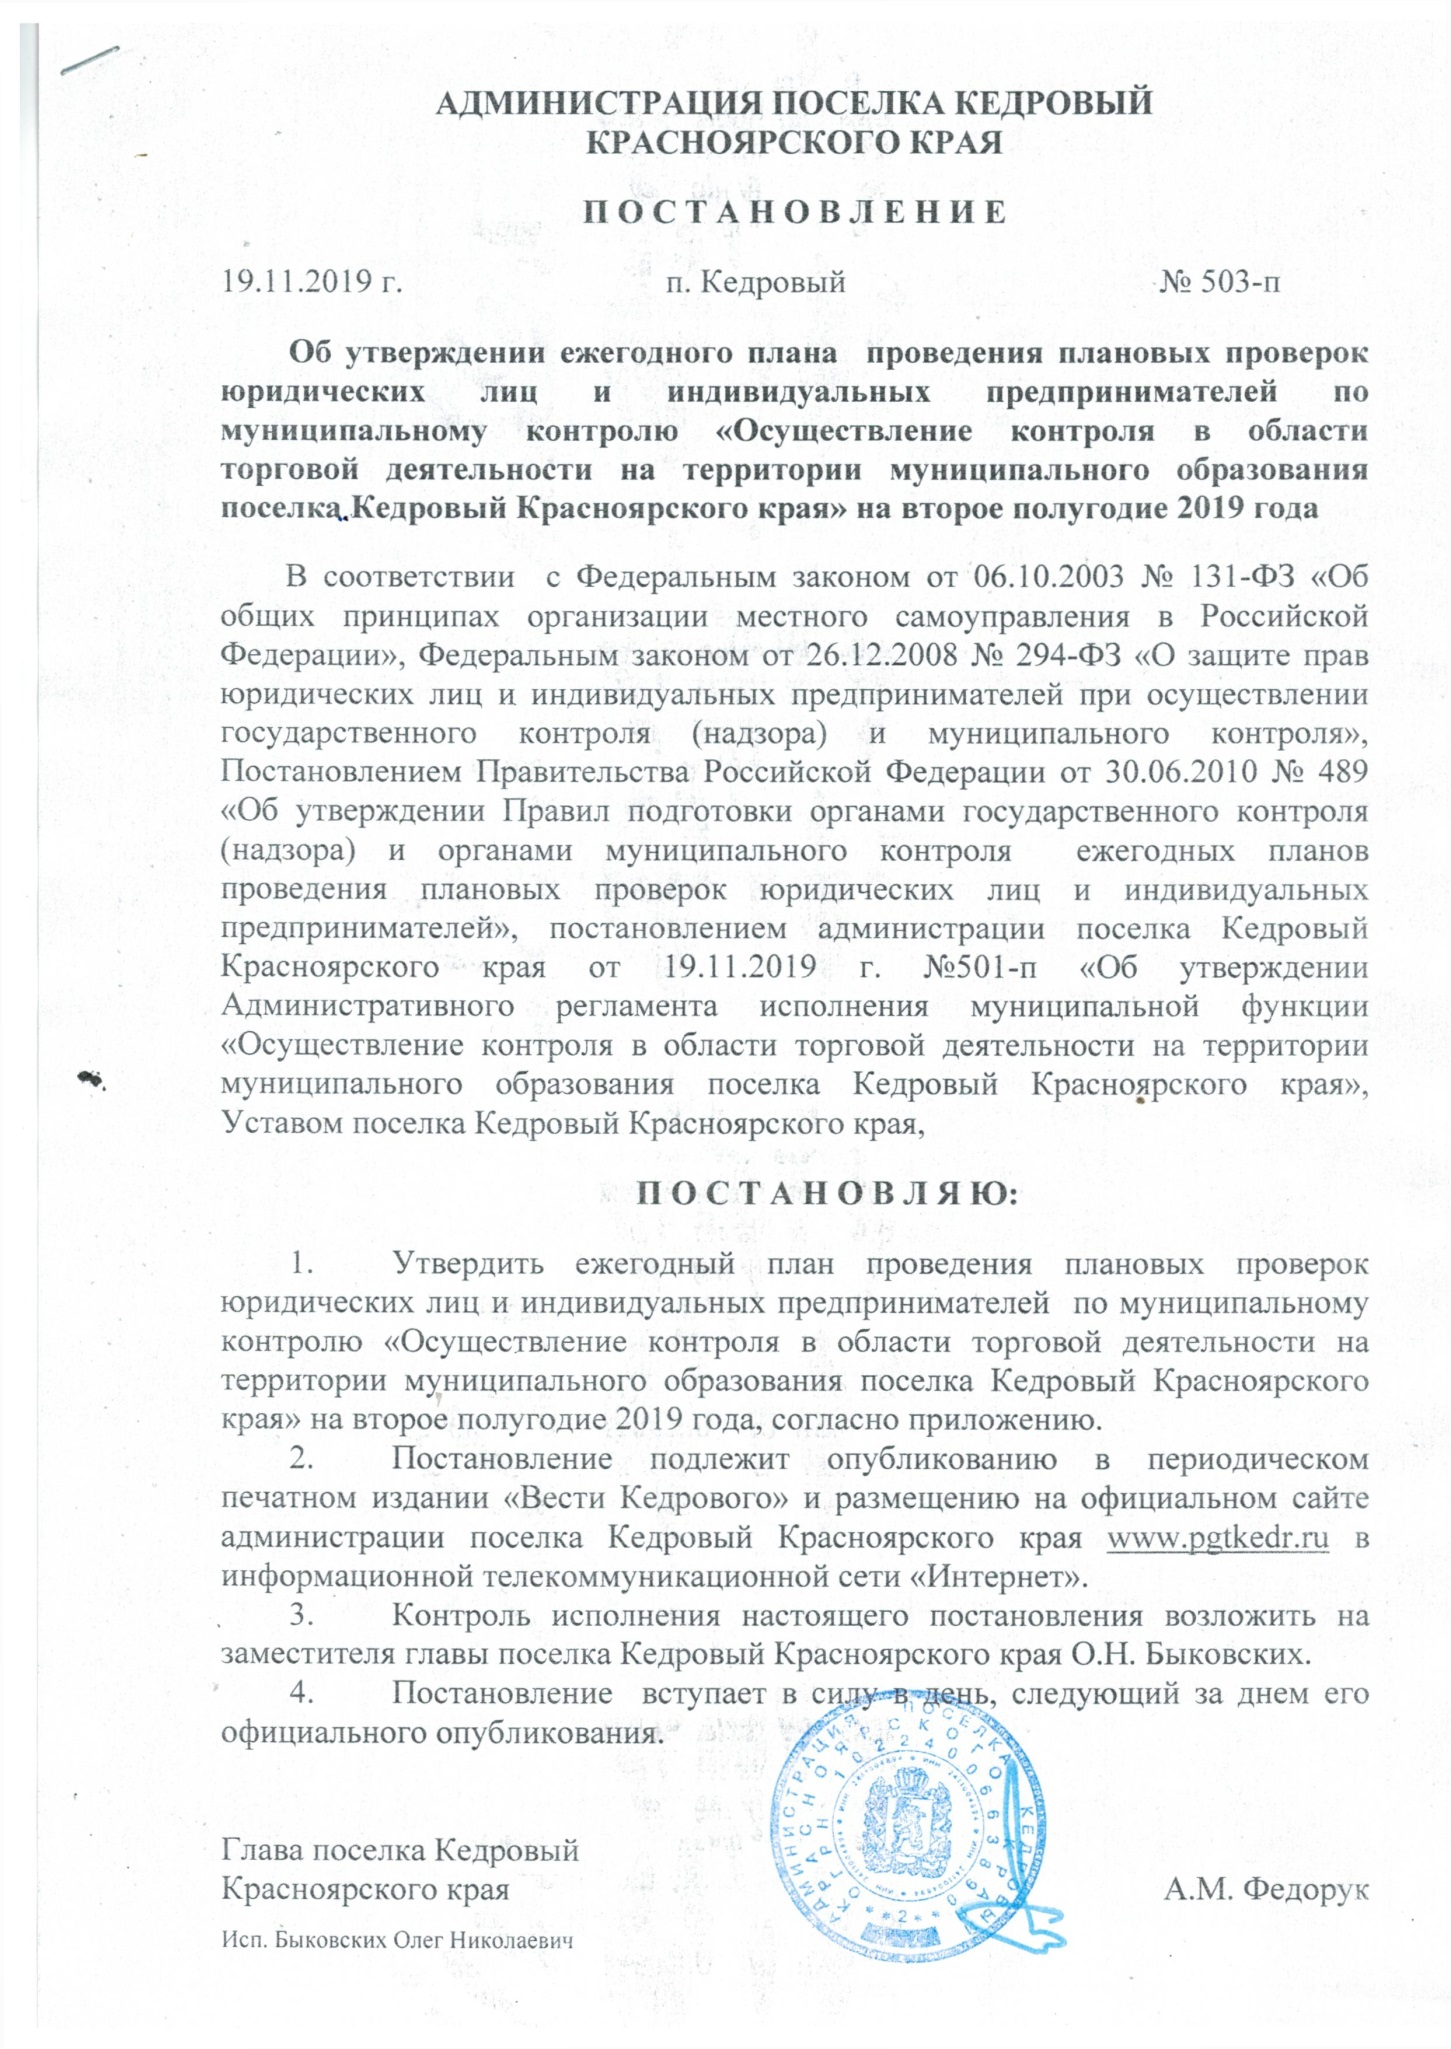 АДМИНИСТРАЦИЯ ПОСЕЛКА КЕДРОВЫЙ
КРАСНОЯРСКОГО КРАЯ
П О С Т А Н О В Л Е Н И Е
19.11.2019 г. п. Кедровый № 503-п
Об утверждении ежегодного плана проведения плановых проверок
юридических лиц и индивидуальных предпринимателей по
муниципальному контролю «Осуществление контроля в области
торговой деятельности на территории муниципального образования
поселка Кедровый Красноярского края» на второе полугодие 2019 года
В соответствии с Федеральным законом от 06.10.2003 № 131-ФЗ «Об
общих принципах организации местного самоуправления в Российской
Федерации», Федеральным законом от 26.12.2008 № 294-ФЗ «О защите прав
юридических лиц и индивидуальных предпринимателей при осуществлении
государственного контроля (надзора) и муниципального контроля»,
Постановлением Правительства Российской Федерации от 30.06.2010 № 489
«Об утверждении Правил подготовки органами государственного контроля
(надзора) и органами муниципального контроля ежегодных планов
проведения плановых проверок юридических лиц и индивидуальных
предпринимателей», постановлением администрации поселка Кедровый
Красноярского края от 19.11.2019 г. №501-п «Об утверждении
Административного регламента исполнения муниципальной функции
«Осуществление контроля в области торговой деятельности на территории
муниципального образования поселка Кедровый Красноярского края»,
Уставом поселка Кедровый Красноярского края,
П О С Т А Н О В Л Я Ю:
1. Утвердить ежегодный план проведения плановых проверок
юридических лиц и индивидуальных предпринимателей по муниципальному
контролю «Осуществление контроля в области торговой деятельности на
территории муниципального образования поселка Кедровый Красноярского
края» на второе полугодие 2019 года, согласно приложению.
2. Постановление подлежит опубликованию в периодическом
печатном издании «Вести Кедрового» и размещению на официальном сайте
администрации поселка Кедровый Красноярского края www.pgtkedr.ru в
информационной телекоммуникационной сети «Интернет».
3. Контроль исполнения настоящего постановления возложить на
заместителя главы поселка Кедровый Красноярского края О.Н. Быковских.
4. Постановление вступает в силу в день, следующий за днем его
официального опубликования.
АДМИНИСТРАЦИЯ ПОСЕЛКА КЕДРОВЫЙ
КРАСНОЯРСКОГО
ОГРН 1022400663890
* * 2 * *
Глава поселка Кедровый
Красноярского края А.М. Федорук
Исп. Быковских Олег Николаевич